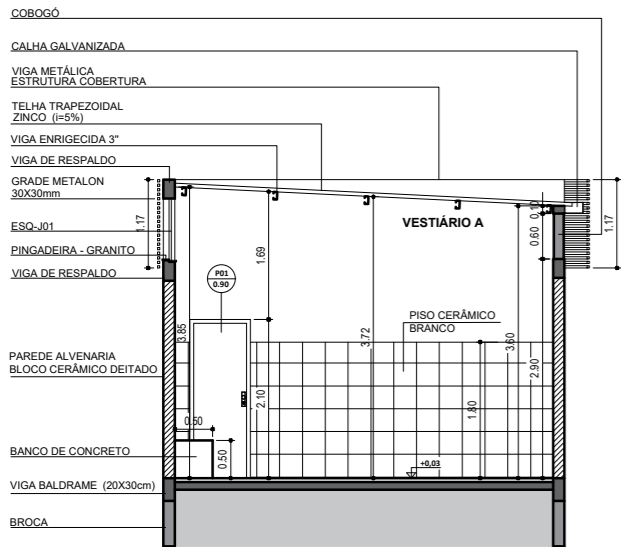 COBOGÓ
CALHA GALVANIZADA
VIGA METÁLICA
ESTRUTURA COBERTURA
TELHA TRAPEZOIDAL
ZINCO (i=5%)
VIGA ENRIGECIDA 3"
VIGA DE RESPALDO
GRADE METALON
30X30mm
ESQ-J01
PINGADEIRA - GRANITO
VIGA DE RESPALDO
PAREDE ALVENARIA
BLOCO CERÂMICO DEITADO
BANCO DE CONCRETO
VIGA BALDRAME (20X30cm)
BROCA
1.17
3.85
1.69
P01
0.90
2.10
0.50
0.50
VESTIÁRIO A
PISO CERÂMICO
BRANCO
3.72
1.80
3.60
2.90
0.10
0.60
1.17
+0,03